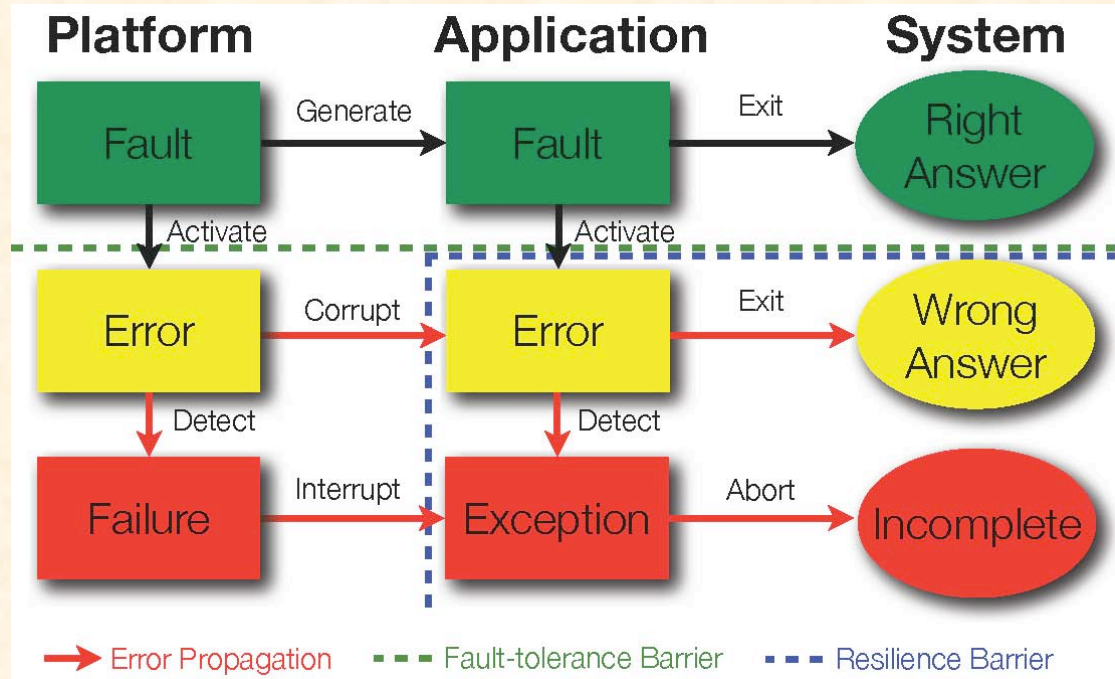 Platform
Application
System
Fault
Generate
Fault
Exit
Right
Answer
Activate
Activate
Error
Corrupt
Error
Exit
Wrong
Answer
Detect
Detect
Failure
Interrupt
Exception
Abort
Incomplete
Error Propagation
Fault-tolerance Barrier
Resilience Barrier